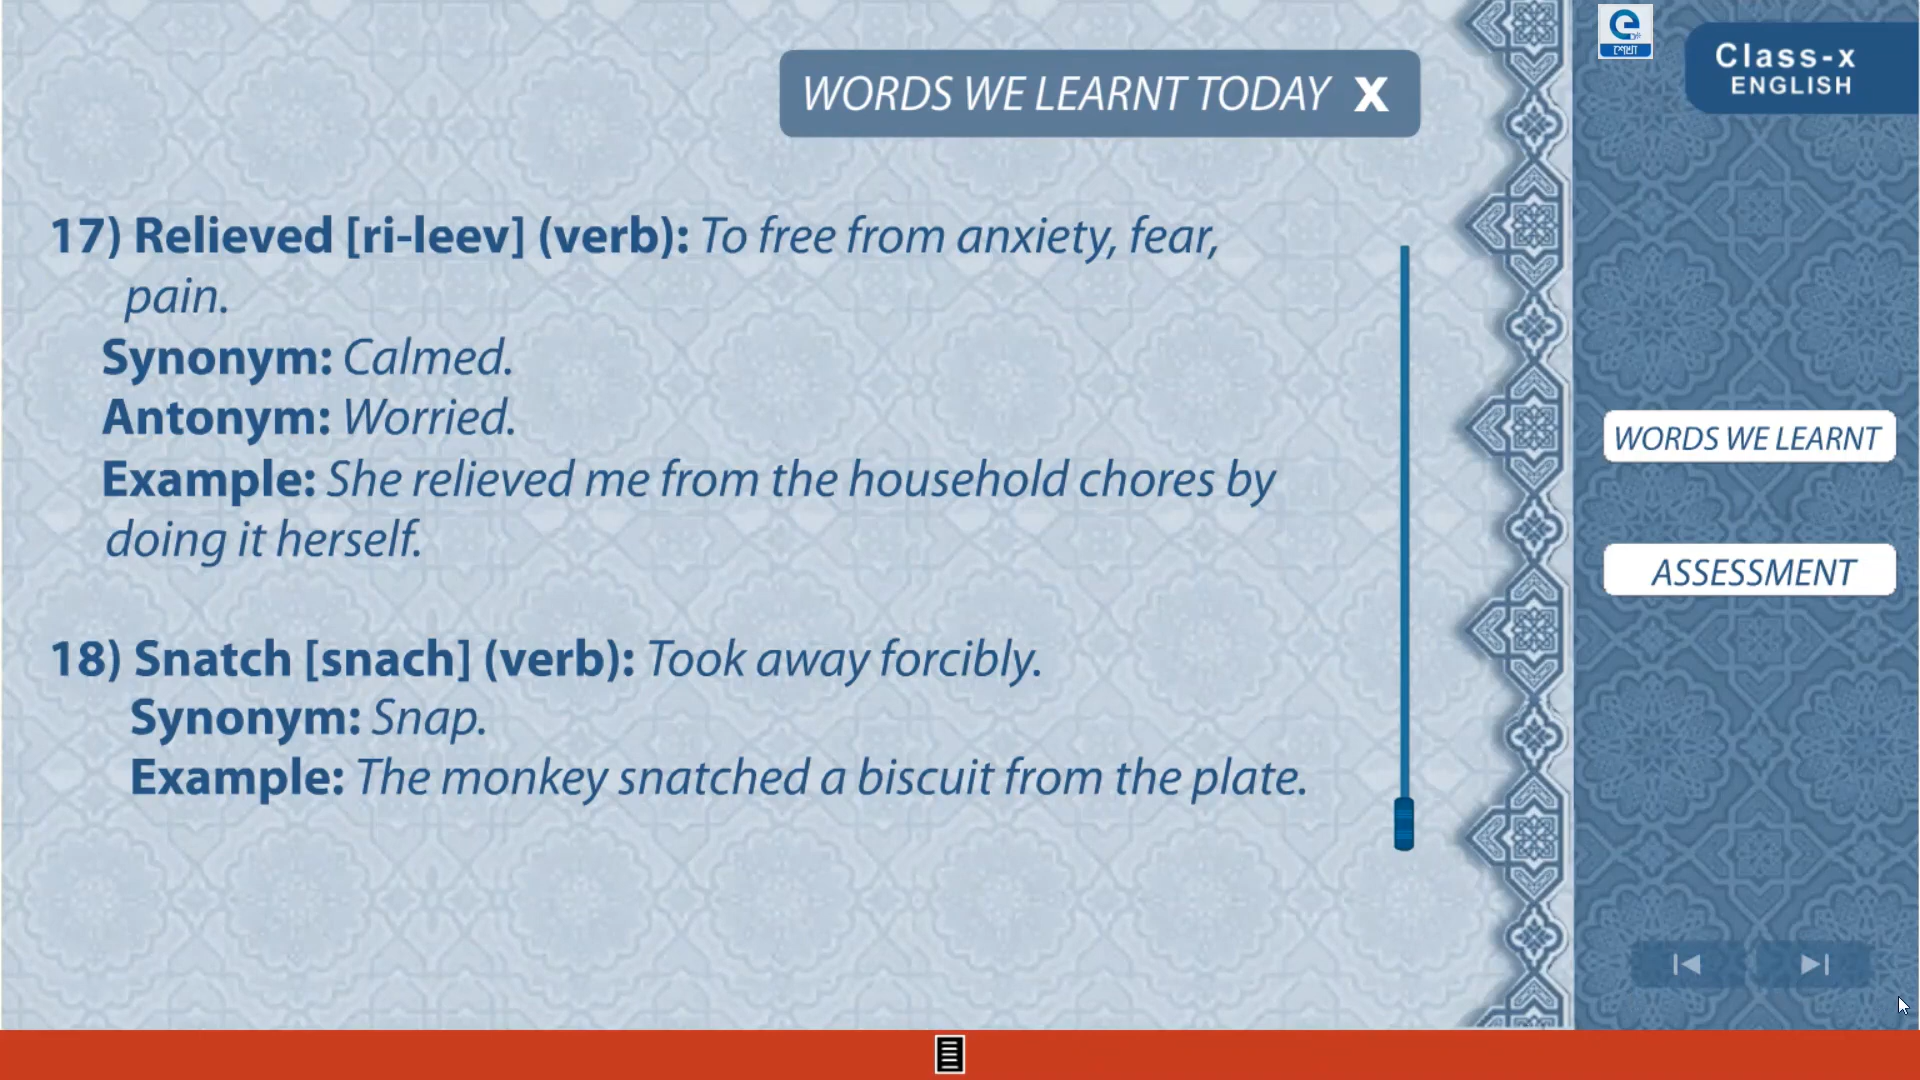 Class-x
ENGLISH
WORDS WE LEARNT TODAY X
17) Relieved [ri-leev] (verb): To free from anxiety, fear,
pain.
Synonym: Calmed.
Antonym: Worried.
Example: She relieved me from the household chores by
doing it herself.
18) Snatch [snach] (verb): Took away forcibly.
Synonym: Snap.
Example: The monkey snatched a biscuit from the plate.
WORDS WE LEARNT
ASSESSMENT